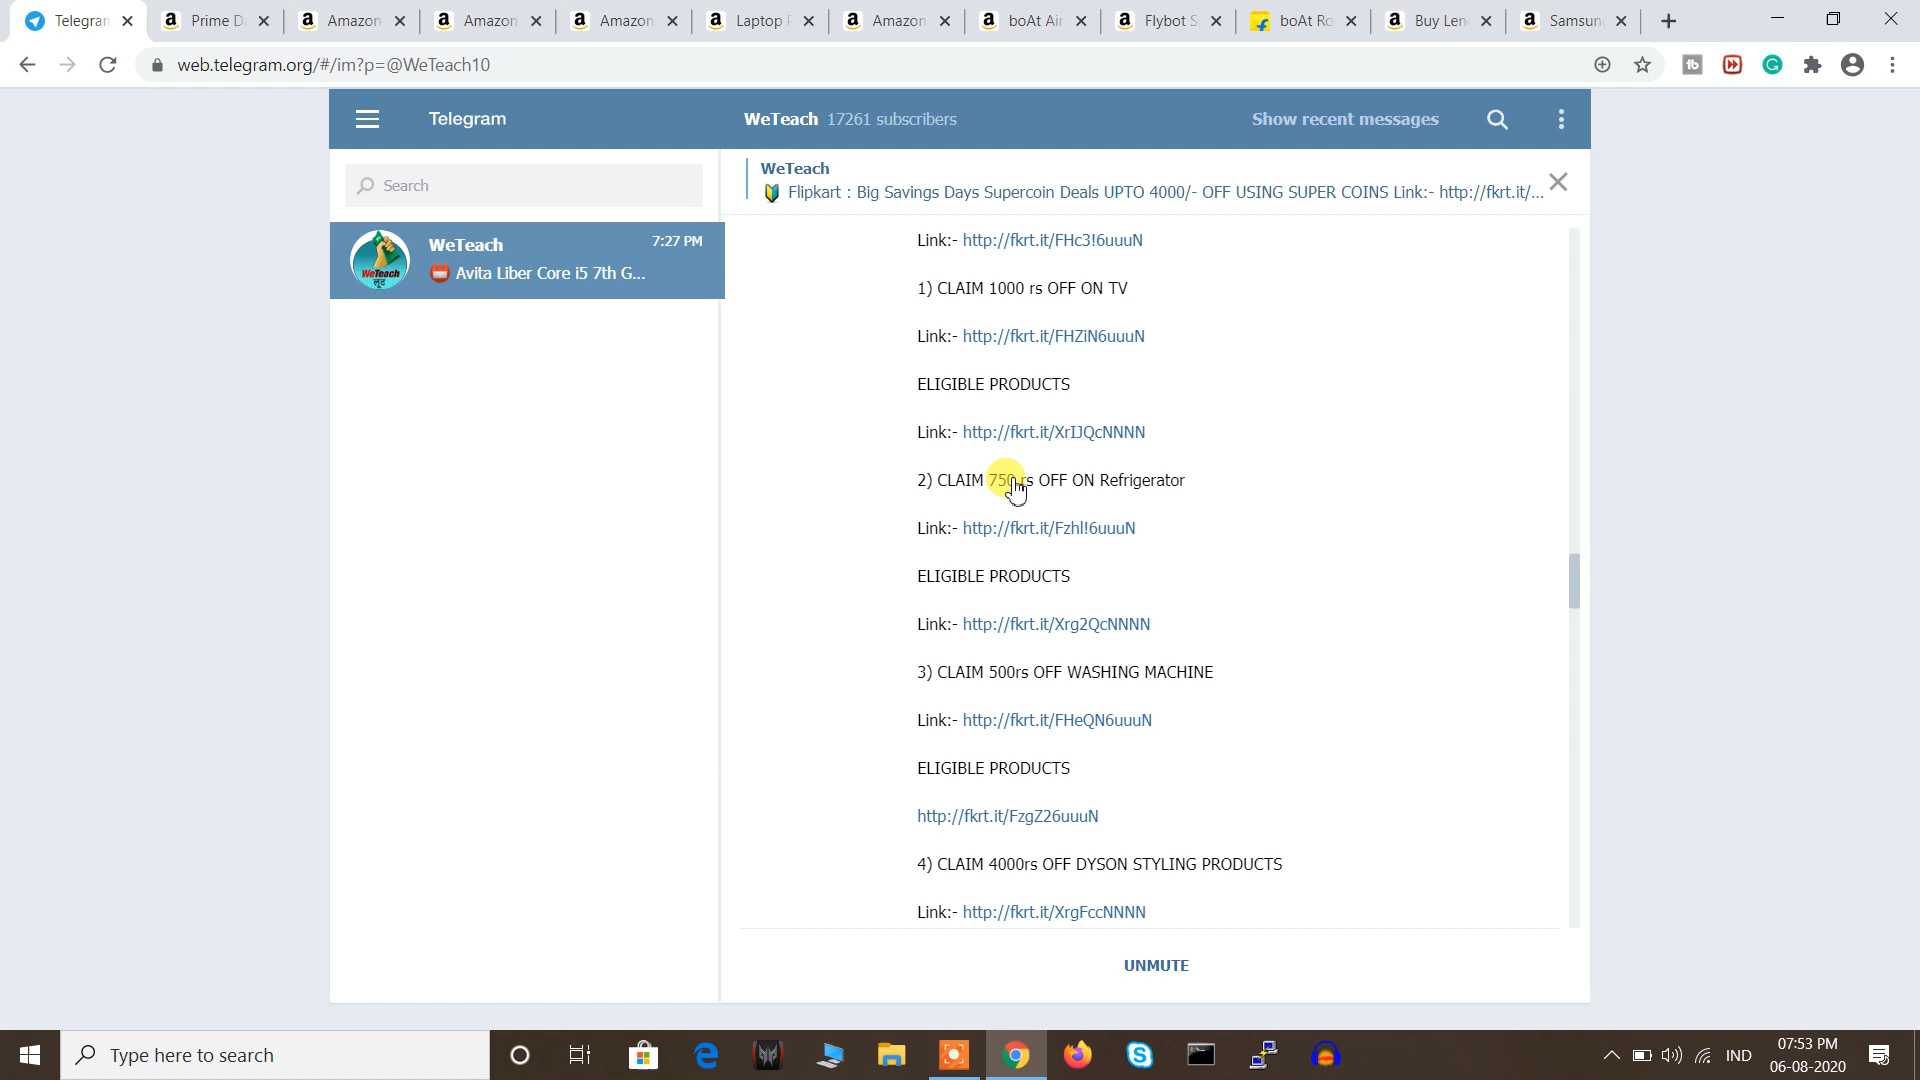 Telegram
Prime D
Amazon
Amazon
Amazon
Laptop F
Amazon
boAt Air
Flybot S
boAt Ro
Buy Len
Samsun
web.telegram.org/#/im?p=@WeTeach10
Telegram
WeTeach 17261 subscribers
Show recent messages
Search
WeTeach
Flipkart : Big Savings Days Supercoin Deals UPTO 4000/- OFF USING SUPER COINS Link:- http://fkrt.it/...
WeTeach 7:27 PM
Avita Liber Core i5 7th G...
WeTeach
लूट
Link:- http://fkrt.it/FHc3!6uuuN
1) CLAIM 1000 rs OFF ON TV
Link:- http://fkrt.it/FHZiN6uuuN
ELIGIBLE PRODUCTS
Link:- http://fkrt.it/XrIJQcNNNN
2) CLAIM 750 rs OFF ON Refrigerator
Link:- http://fkrt.it/Fzhl!6uuuN
ELIGIBLE PRODUCTS
Link:- http://fkrt.it/Xrg2QcNNNN
3) CLAIM 500rs OFF WASHING MACHINE
Link:- http://fkrt.it/FHeQN6uuuN
ELIGIBLE PRODUCTS
http://fkrt.it/FzgZ26uuuN
4) CLAIM 4000rs OFF DYSON STYLING PRODUCTS
Link:- http://fkrt.it/XrgFccNNNN
UNMUTE
Type here to search
IND
07:53 PM
06-08-2020